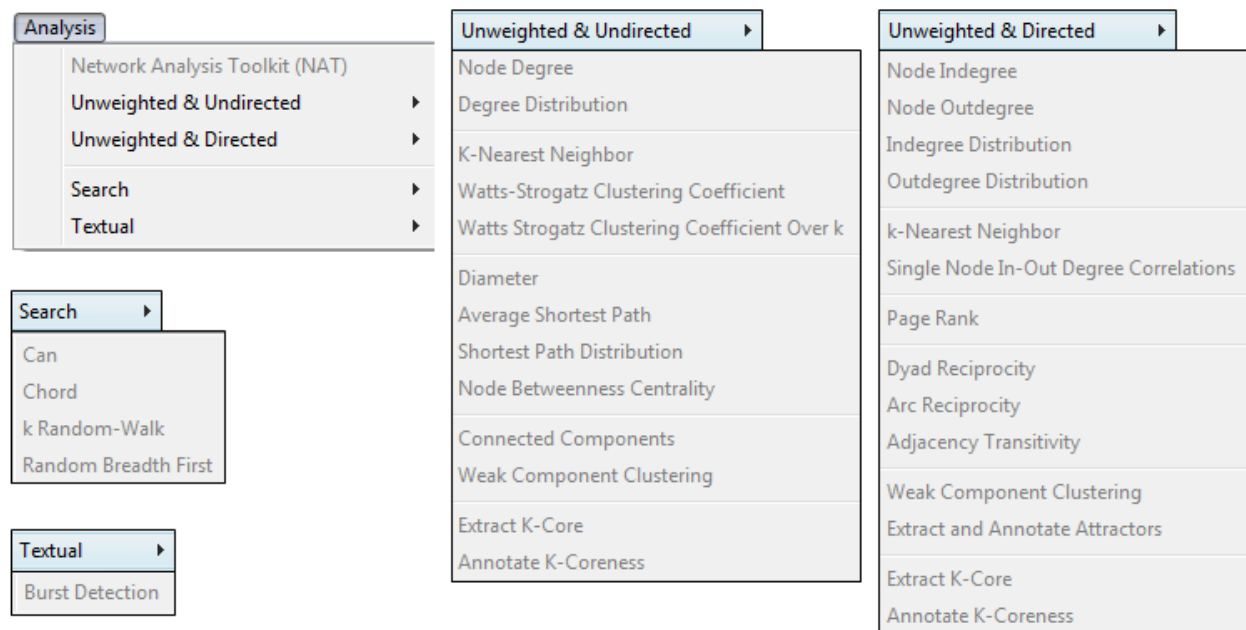 Analysis
Network Analysis Toolkit (NAT)
Unweighted & Undirected
Unweighted & Directed
Search
Textual
Search
Can
Chord
k Random-Walk
Random Breadth First
Textual
Burst Detection
Unweighted & Undirected
Node Degree
Degree Distribution
K-Nearest Neighbor
Watts-Strogatz Clustering Coefficient
Watts Strogatz Clustering Coefficient Over k
Diameter
Average Shortest Path
Shortest Path Distribution
Node Betweenness Centrality
Connected Components
Weak Component Clustering
Extract K-Core
Annotate K-Coreness
Unweighted & Directed
Node Indegree
Node Outdegree
Indegree Distribution
Outdegree Distribution
k-Nearest Neighbor
Single Node In-Out Degree Correlations
Page Rank
Dyad Reciprocity
Arc Reciprocity
Adjacency Transitivity
Weak Component Clustering
Extract and Annotate Attractors
Extract K-Core
Annotate K-Coreness